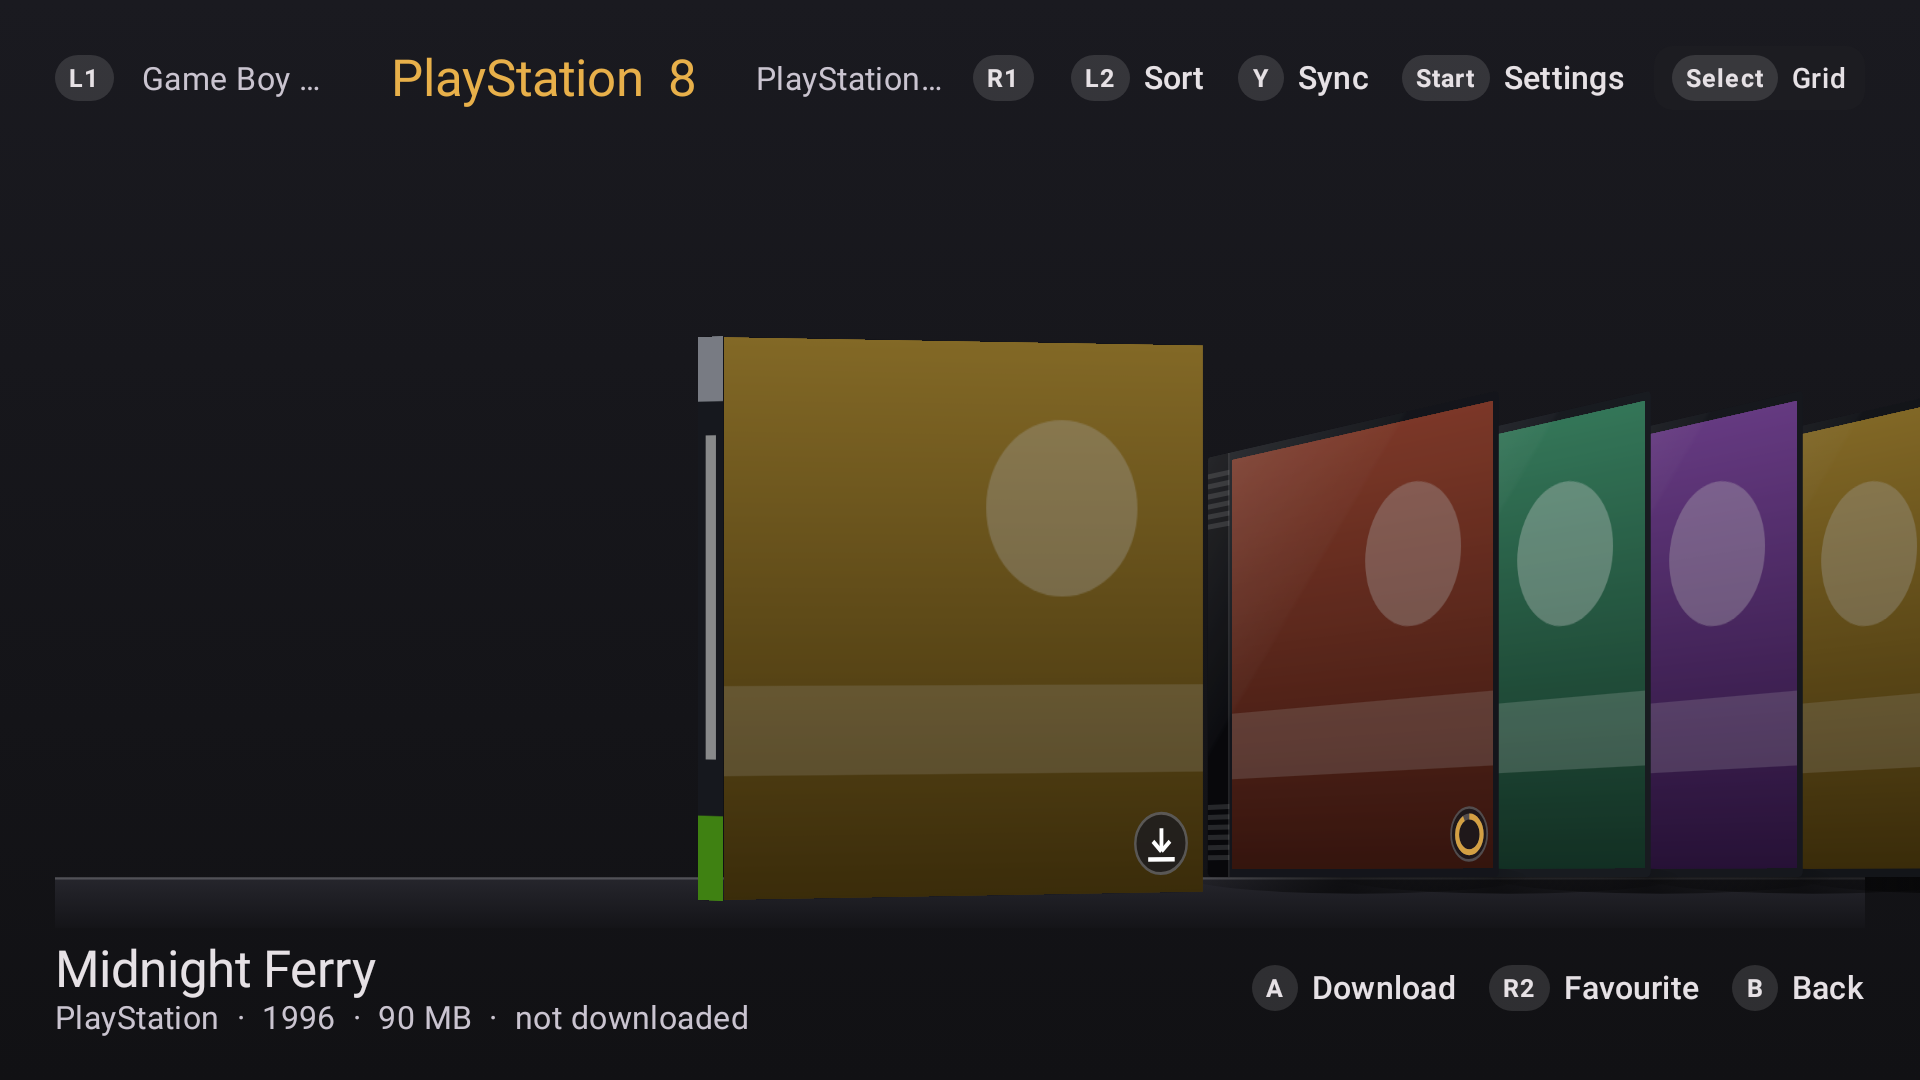 L1 Game Boy ... PlayStation 8 PlayStation... R1 L2 Sort Y Sync Start Settings Select Grid
Midnight Ferry
PlayStation · 1996 · 90 MB · not downloaded
A Download R2 Favourite B Back